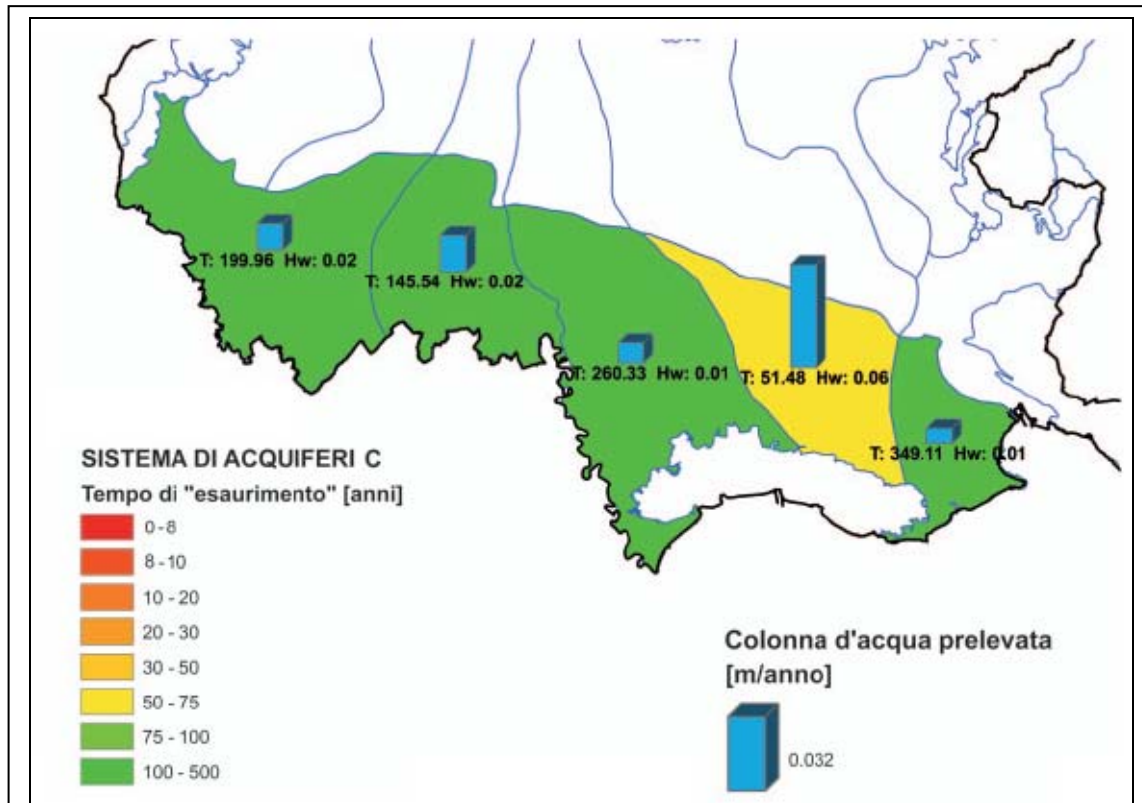 T: 199.96 Hw: 0.02
T: 145.54 Hw: 0.02
T: 260.33 Hw: 0.01
T: 51.48 Hw: 0.06
T: 349.11 Hw: 0.01
SISTEMA DI ACQUIFERI C
Tempo di "esaurimento" [anni]
0 - 8
8 - 10
10 - 20
20 - 30
30 - 50
50 - 75
75 - 100
100 - 500
Colonna d'acqua prelevata
[m/anno]
0.032